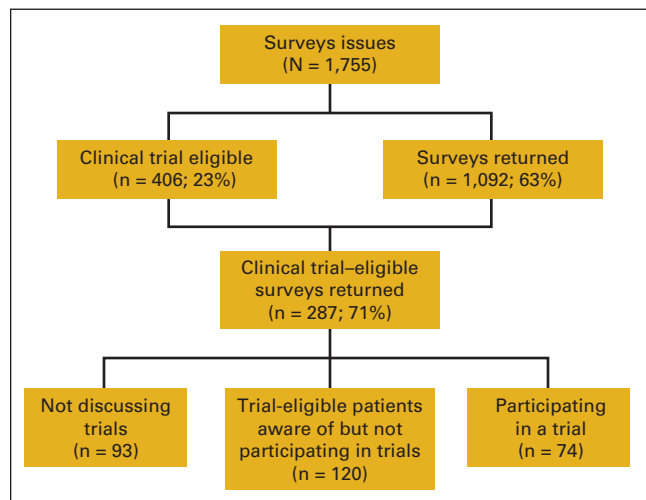 Surveys issues
(N = 1,755)
Clinical trial eligible
(n = 406; 23%)
Surveys returned
(n = 1,092; 63%)
Clinical trial–eligible
surveys returned
(n = 287; 71%)
Not discussing
trials
(n = 93)
Trial-eligible patients
aware of but not
participating in trials
(n = 120)
Participating
in a trial
(n = 74)